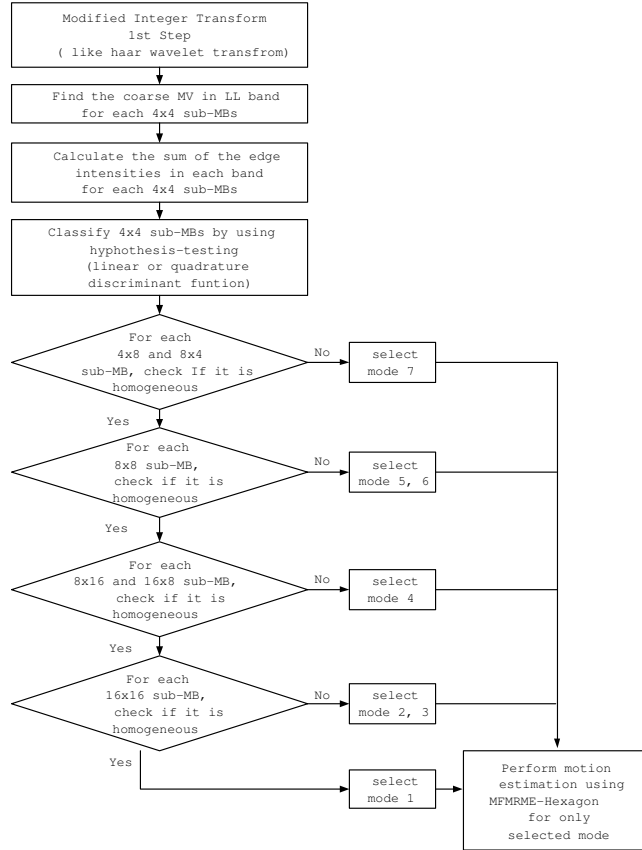 Modified Integer Transform
1st Step
( like haar wavelet transfrom)
Find the coarse MV in LL band
for each 4x4 sub-MBs
Calculate the sum of the edge
intensities in each band
for each 4x4 sub-MBs
Classify 4x4 sub-MBs by using
hyphothesis-testing
(linear or quadrature
discriminant funtion)
For each
4x8 and 8x4
sub-MB, check If it is
homogeneous
No
select
mode 7
Yes
For each
8x8 sub-MB,
check if it is
homogeneous
No
select
mode 5, 6
Yes
For each
8x16 and 16x8 sub-MB,
check if it is
homogeneous
No
select
mode 4
Yes
For each
16x16 sub-MB,
check if it is
homogeneous
No
select
mode 2, 3
Yes
select
mode 1
Perform motion
estimation using
MFMRME-Hexagon
for only
selected mode